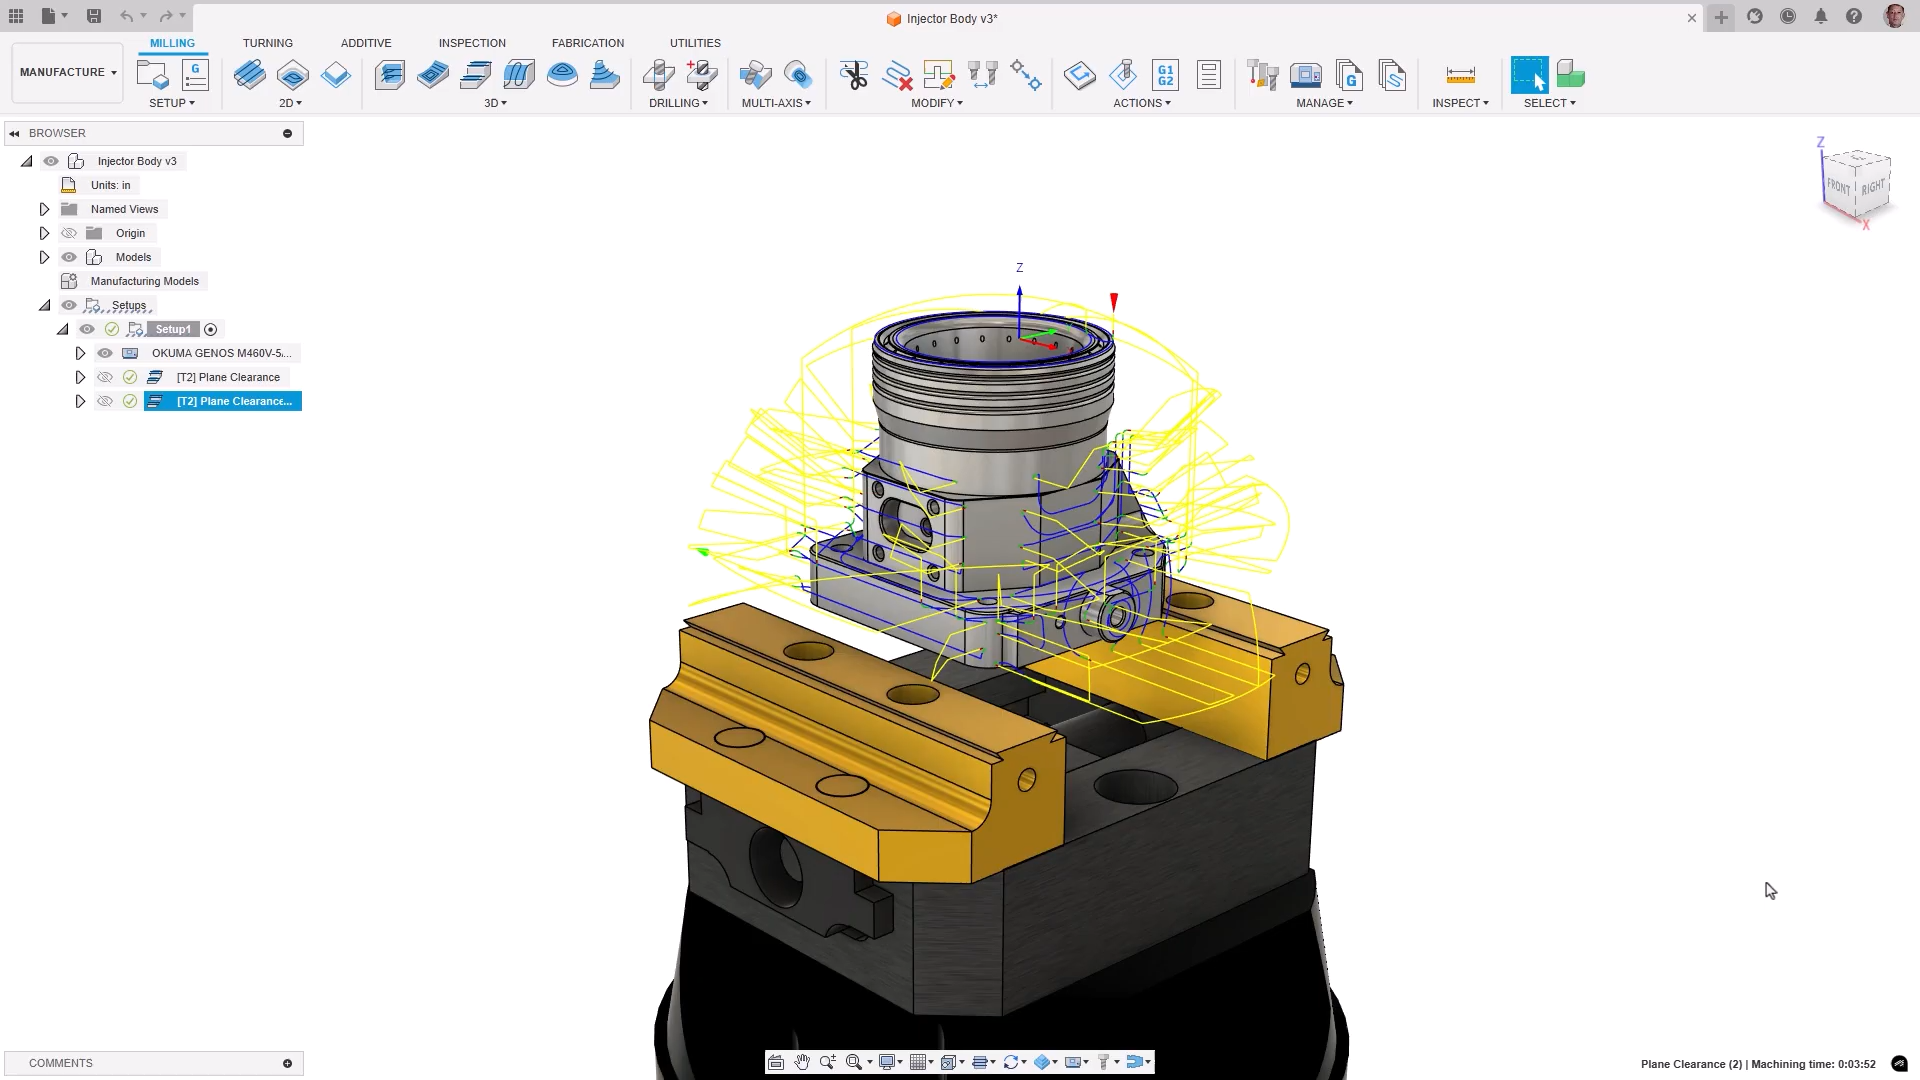 Injector Body v3*
MILLING TURNING ADDITIVE INSPECTION FABRICATION UTILITIES
MANUFACTURE
G
G1
G2
G
SETUP 2D 3D DRILLING MULTI-AXIS MODIFY ACTIONS MANAGE INSPECT SELECT
BROWSER
Injector Body v3
Units: in
Named Views
Origin
Models
Manufacturing Models
Setups
Setup1
OKUMA GENOS M460V-5...
[T2] Plane Clearance
[T2] Plane Clearance...
Z
Z
FRONT RIGHT
X
COMMENTS
Plane Clearance (2) | Machining time: 0:03:52